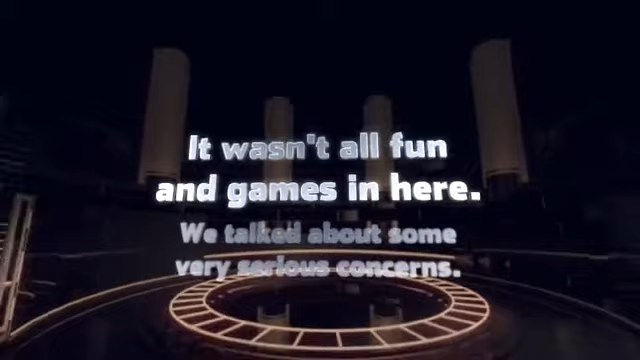 It wasn't all fun
and games in here.
We talked about some
very serious concerns.